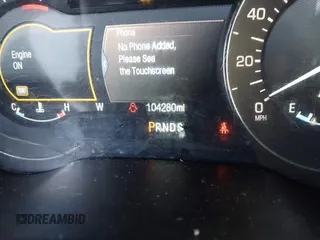 Phone
Engine
ON
No Phone Added,
Please See
the Touchscreen
40
20
0
MPH
C H W
104280mi
E
PRNDS
DREAMBID